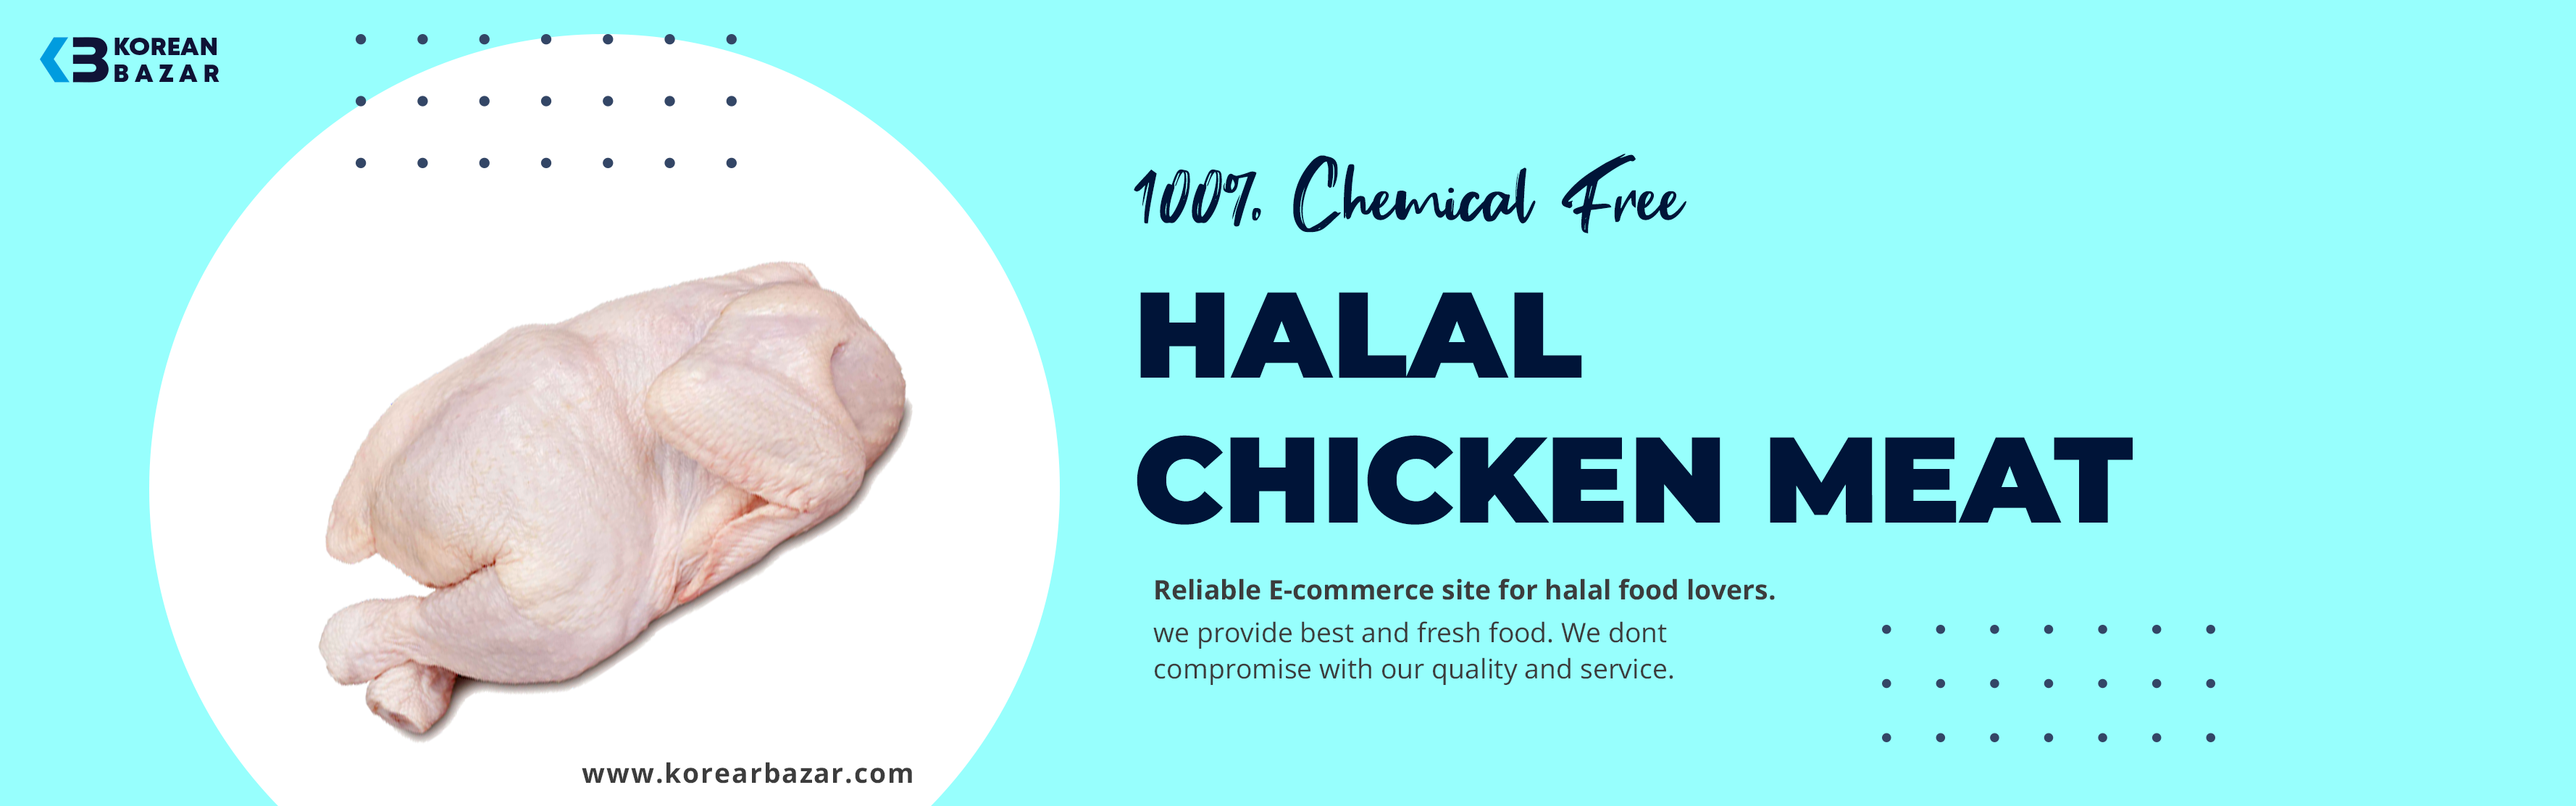 KOREAN
BAZAR
100% Chemical Free
HALAL
CHICKEN MEAT
Reliable E-commerce site for halal food lovers.
we provide best and fresh food. We dont
compromise with our quality and service.
www.korearbazar.com